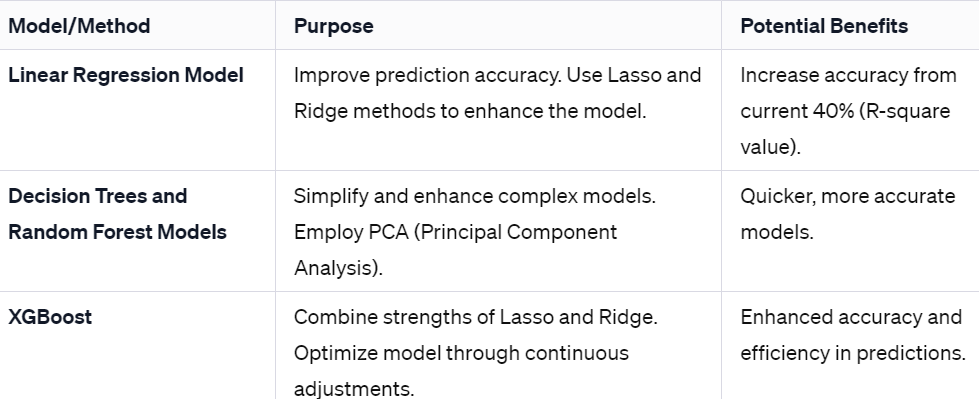 Model/Method
Purpose
Potential Benefits
Linear Regression Model
Improve prediction accuracy. Use Lasso and
Ridge methods to enhance the model.
Increase accuracy from
current 40% (R-square
value).
Decision Trees and
Random Forest Models
Simplify and enhance complex models.
Employ PCA (Principal Component
Analysis).
Quicker, more accurate
models.
XGBoost
Combine strengths of Lasso and Ridge.
Optimize model through continuous
adjustments.
Enhanced accuracy and
efficiency in predictions.